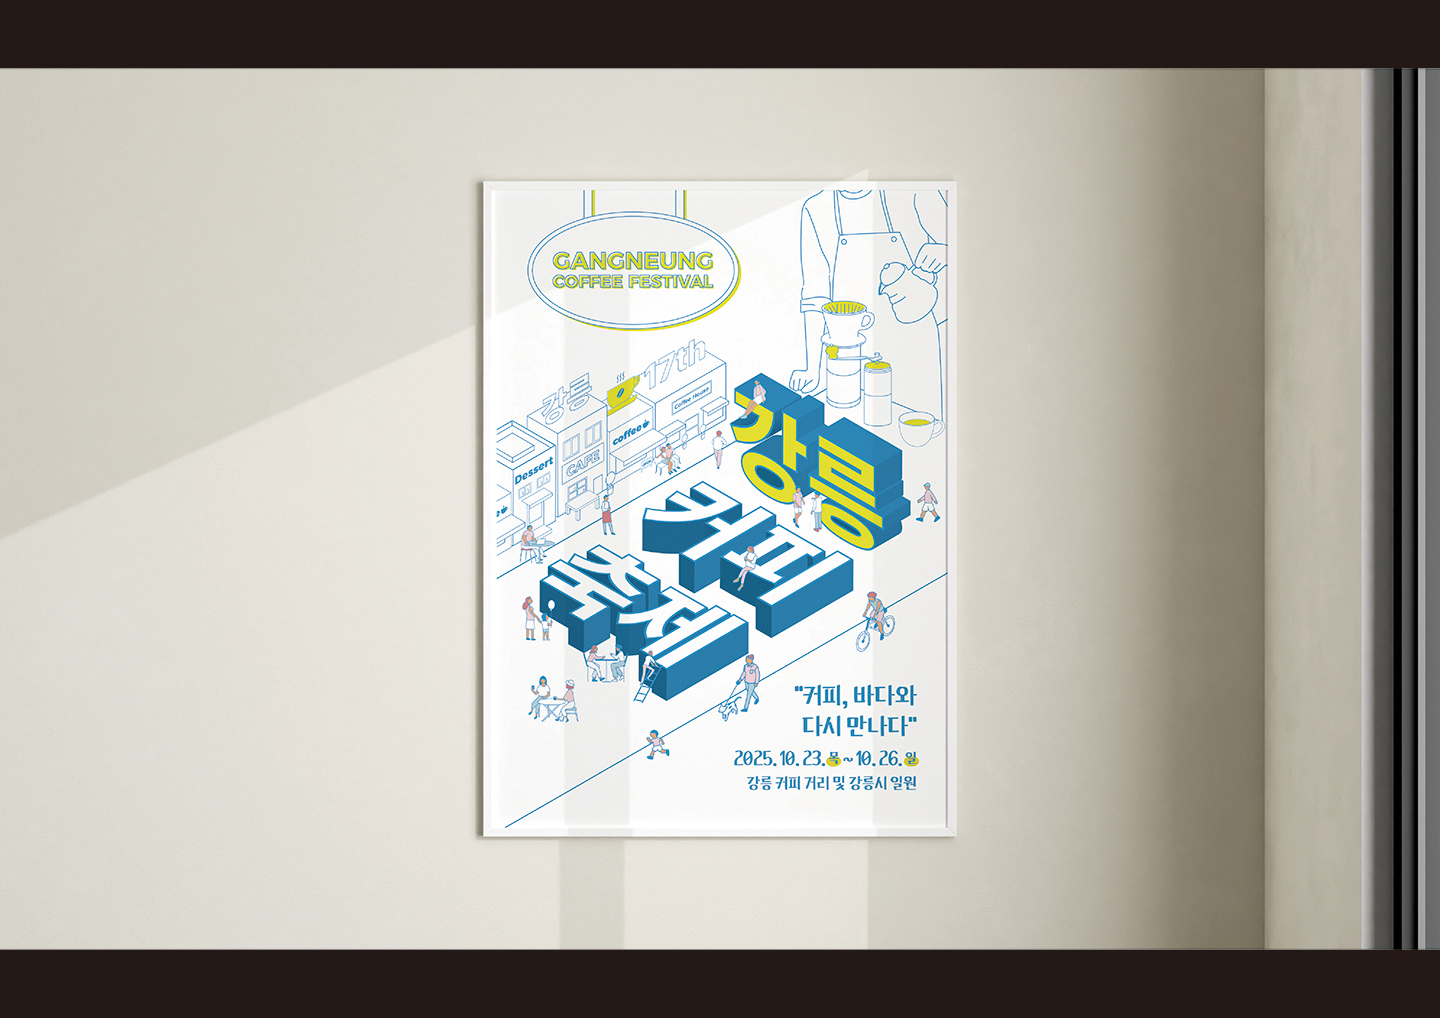 GANGNEUNG
COFFEE FESTIVAL
강릉
17th
Coffee House
coffee
CAFE
Dessert
강릉
커피
축제
"커피, 바다와
다시 만나다"
2025.10.23.목~10.26.일
강릉 커피 거리 및 강릉시 일원